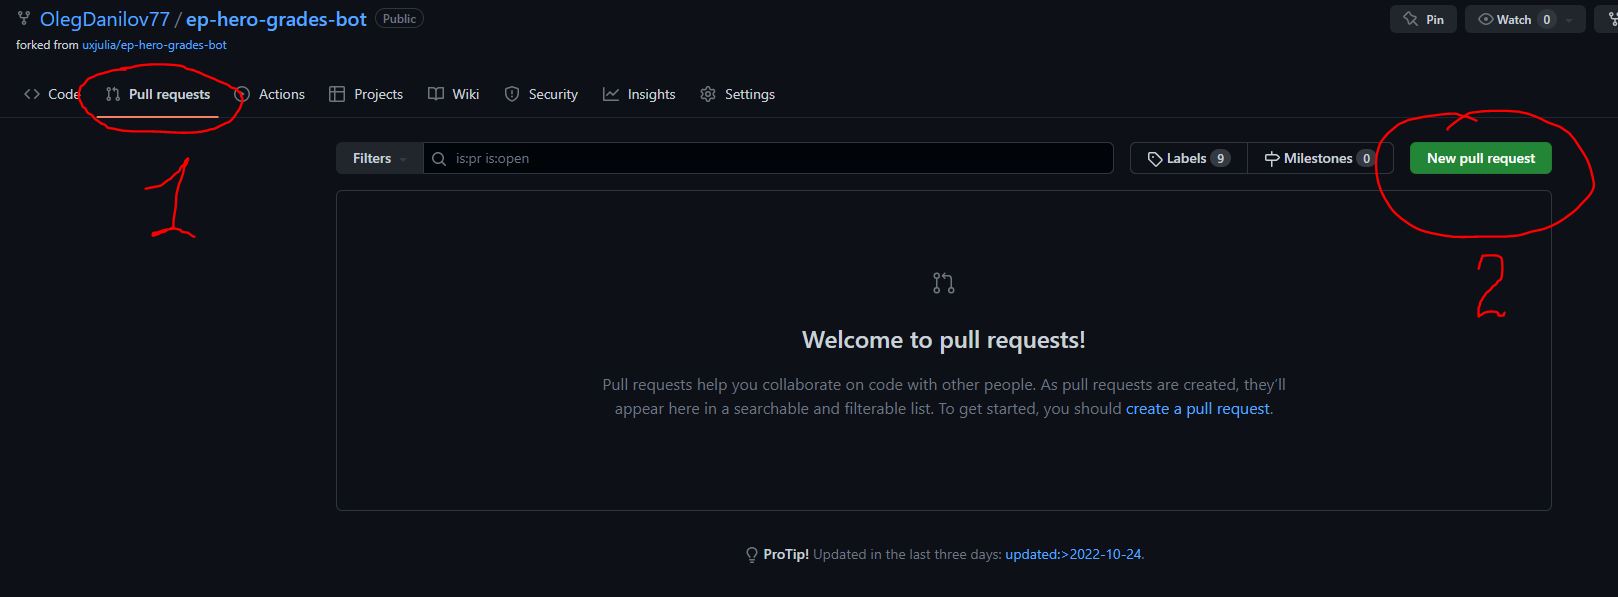 OlegDanilov77 / ep-hero-grades-bot Public
Pin
Watch 0
forked from uxjulia/ep-hero-grades-bot
Code
Pull requests
Actions
Projects
Wiki
Security
Insights
Settings
Filters
is:pr is:open
Labels 9
Milestones 0
New pull request
1
2
Welcome to pull requests!
Pull requests help you collaborate on code with other people. As pull requests are created, they'll
appear here in a searchable and filterable list. To get started, you should create a pull request.
ProTip! Updated in the last three days: updated:>2022-10-24.